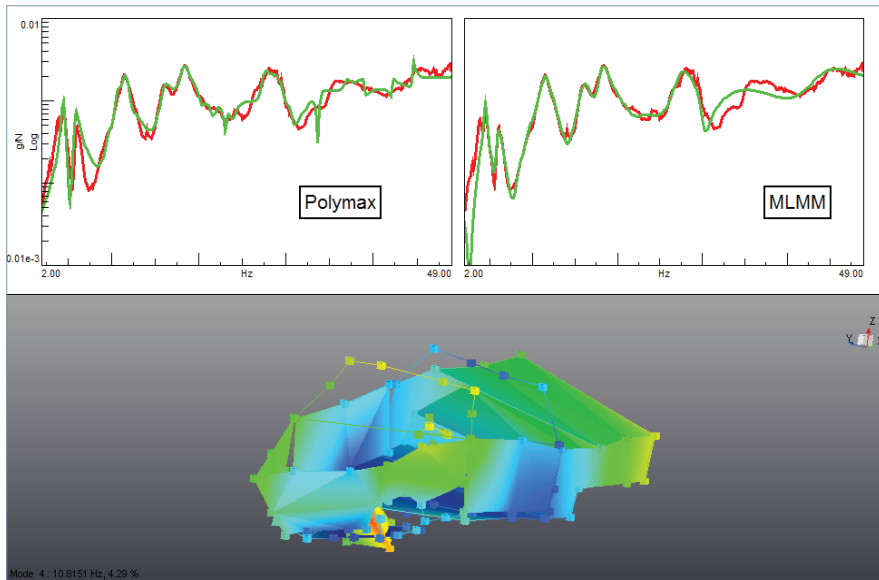 0.01
g/N
Log
0.01e-3
2.00
Hz
49.00
Polymax
2.00
Hz
49.00
MLMM
Z
Y
Mode 4 : 10.8151 Hz, 4.29 %